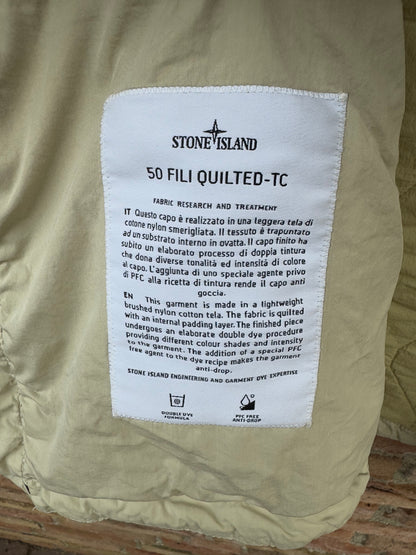 STONE ISLAND
50 FILI QUILTED-TC
FABRIC RESEARCH AND TREATMENT
IT Questo capo è realizzato in una leggera tela di
cotone nylon smerigliata. Il tessuto è trapuntato
ad un substrato interno in ovatta. Il capo finito ha
subito un elaborato processo di doppia tintura
che dona diverse tonalità ed intensità di colore
al capo. L'aggiunta di uno speciale agente privo
di PFC alla ricetta di tintura rende il capo anti
goccia.
EN This garment is made in a lightweight
brushed nylon cotton tela. The fabric is quilted
with an internal padding layer. The finished piece
undergoes an elaborate double dye procedure
providing different colour shades and intensity
to the garment. The addition of a special PFC
free agent to the dye recipe makes the garment
anti-drop.
STONE ISLAND ENGINEERING AND GARMENT DYE EXPERTISE
DOUBLE DYE
FORMULA
PFC FREE
ANTI-DROP